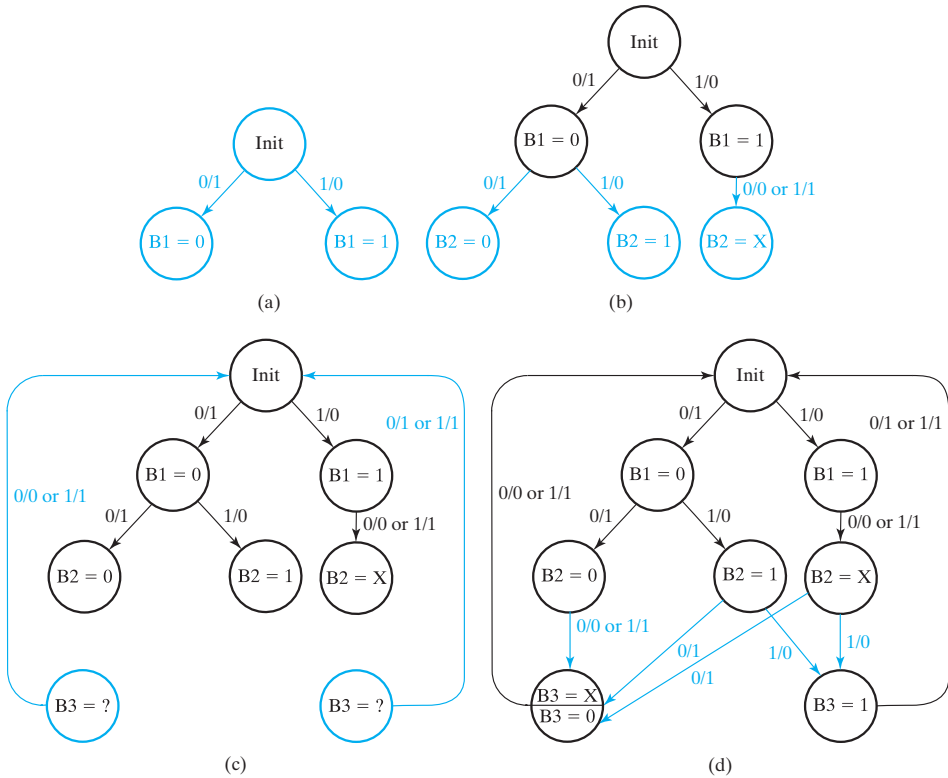 Init
0/1
1/0
B1 = 0
B1 = 1
(a)
Init
0/1
1/0
B1 = 0
B1 = 1
0/1
1/0
0/0 or 1/1
B2 = 0
B2 = 1
B2 = X
(b)
Init
0/1
1/0
0/1 or 1/1
B1 = 0
B1 = 1
0/0 or 1/1
0/1
1/0
0/0 or 1/1
B2 = 0
B2 = 1
B2 = X
B3 = ?
B3 = ?
(c)
Init
0/1
1/0
0/1 or 1/1
B1 = 0
B1 = 1
0/0 or 1/1
0/1
1/0
0/0 or 1/1
B2 = 0
B2 = 1
B2 = X
0/0 or 1/1
0/1
1/0
1/0
0/1
B3 = X
B3 = 0
B3 = 1
(d)